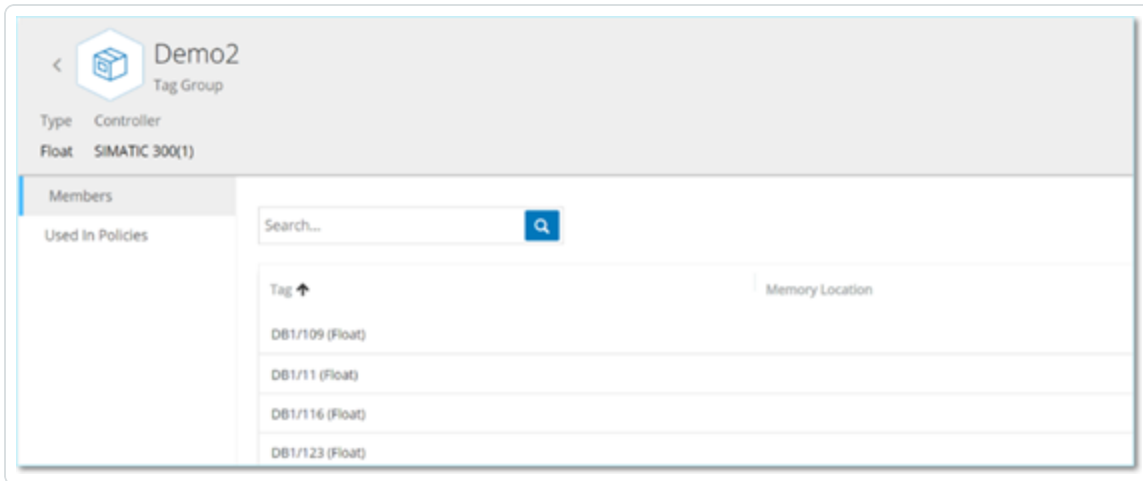 Demo2
Tag Group
Type Controller
Float SIMATIC 300(1)
Members
Used In Policies
Search...
Tag Memory Location
DB1/109 (Float)
DB1/11 (Float)
DB1/116 (Float)
DB1/123 (Float)